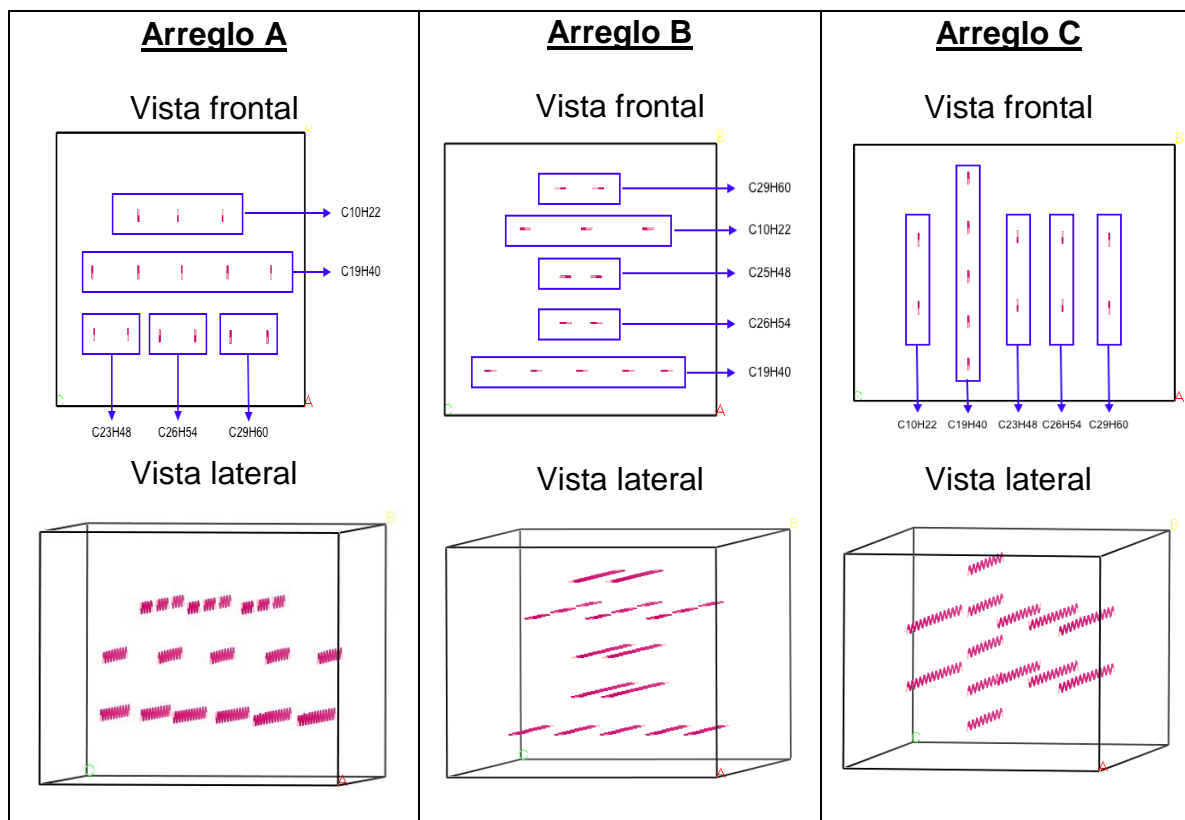 Arreglo A
Vista frontal
C10H22
C19H40
C
A
C23H48
C26H54
C29H60
Vista lateral
B
C
A
Arreglo B
Vista frontal
B
C29H60
C10H22
C25H48
C26H54
C19H40
C
A
Vista lateral
B
C
A
Arreglo C
Vista frontal
B
C
A
C10H22
C19H40
C23H48
C26H54
C29H60
Vista lateral
B
C
A